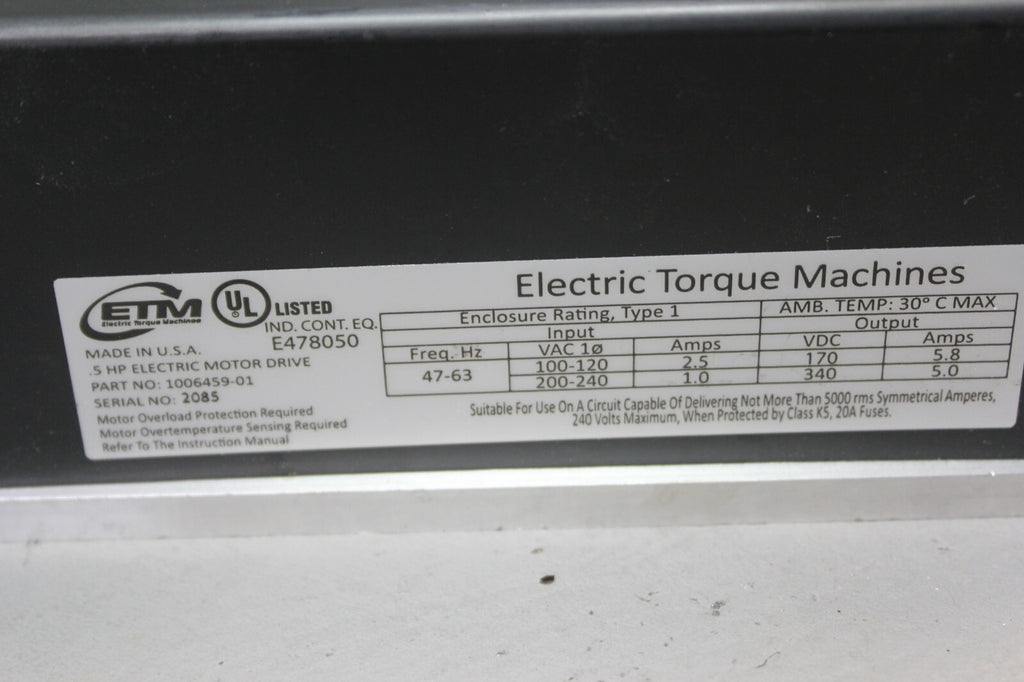 ETM
Electric Torque Machines
UL LISTED
IND. CONT. EQ.
E478050
MADE IN U.S.A.
.5 HP ELECTRIC MOTOR DRIVE
PART NO: 1006459-01
SERIAL NO: 2085
Motor Overload Protection Required
Motor Overtemperature Sensing Required
Refer To The Instruction Manual
Electric Torque Machines
Enclosure Rating, Type 1 AMB. TEMP: 30° C MAX
Input Output
Freq. Hz VAC 1Ø Amps VDC Amps
47-63 100-120 2.5 170 5.8
200-240 1.0 340 5.0
Suitable For Use On A Circuit Capable Of Delivering Not More Than 5000 rms Symmetrical Amperes,
240 Volts Maximum, When Protected by Class K5, 20A Fuses.